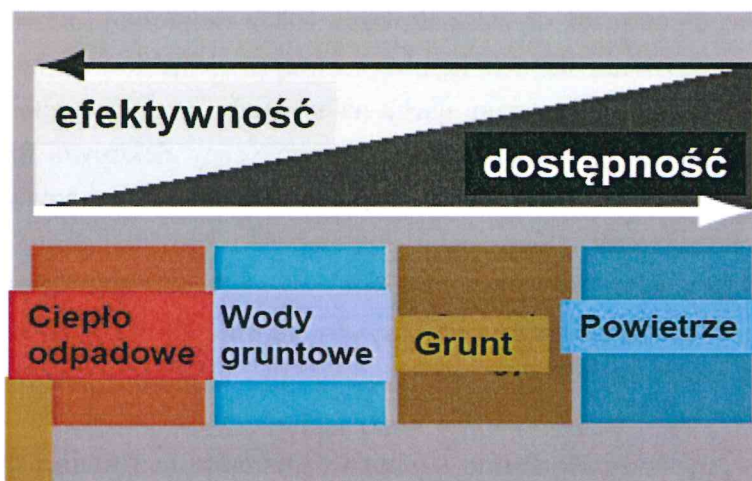 efektywność
dostępność
Ciepło
odpadowe
Wody
gruntowe
Grunt
Powietrze